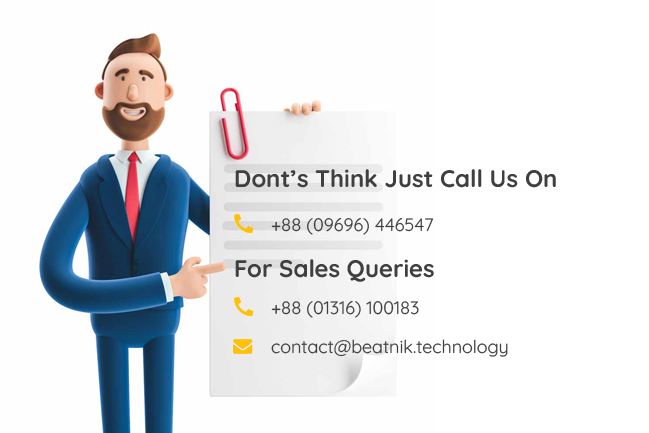 Dont's Think Just Call Us On
+88 (09696) 446547
For Sales Queries
+88 (01316) 100183
contact@beatnik.technology